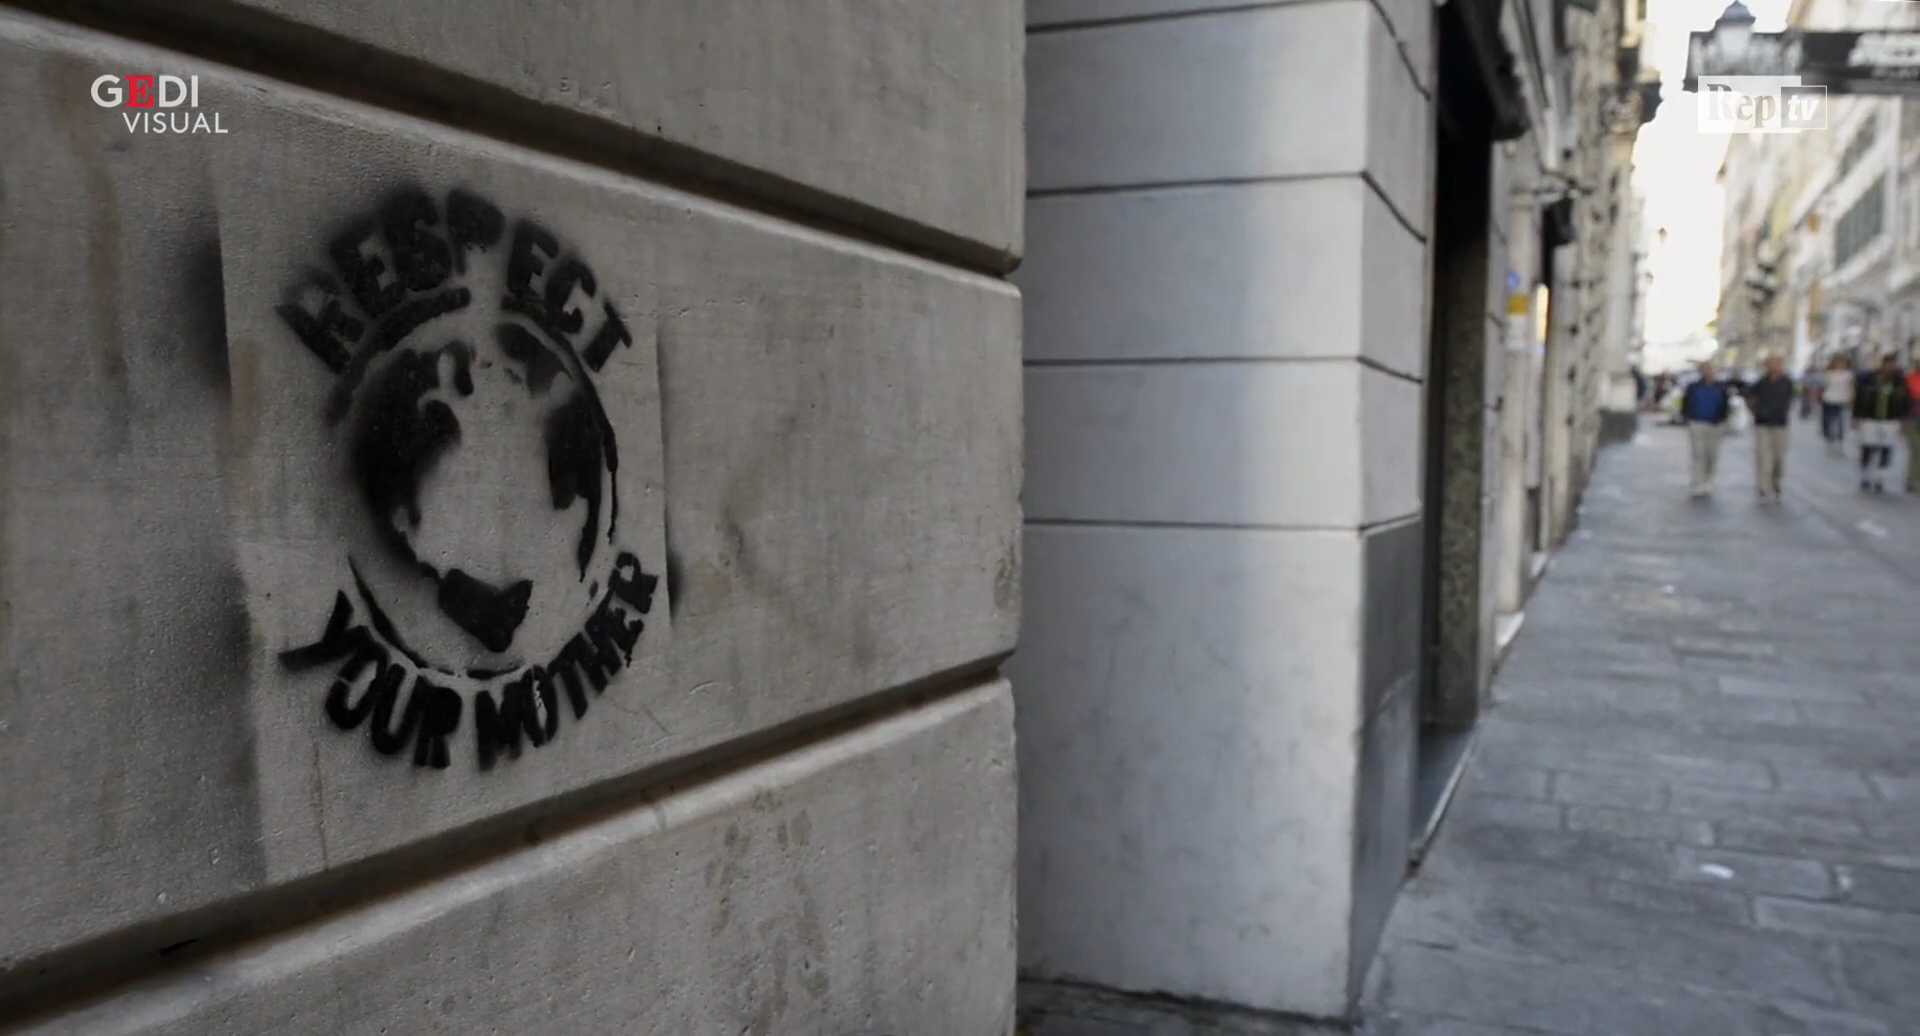 GEDI
VISUAL
Rep tv
RESPECT
YOUR MOTHER